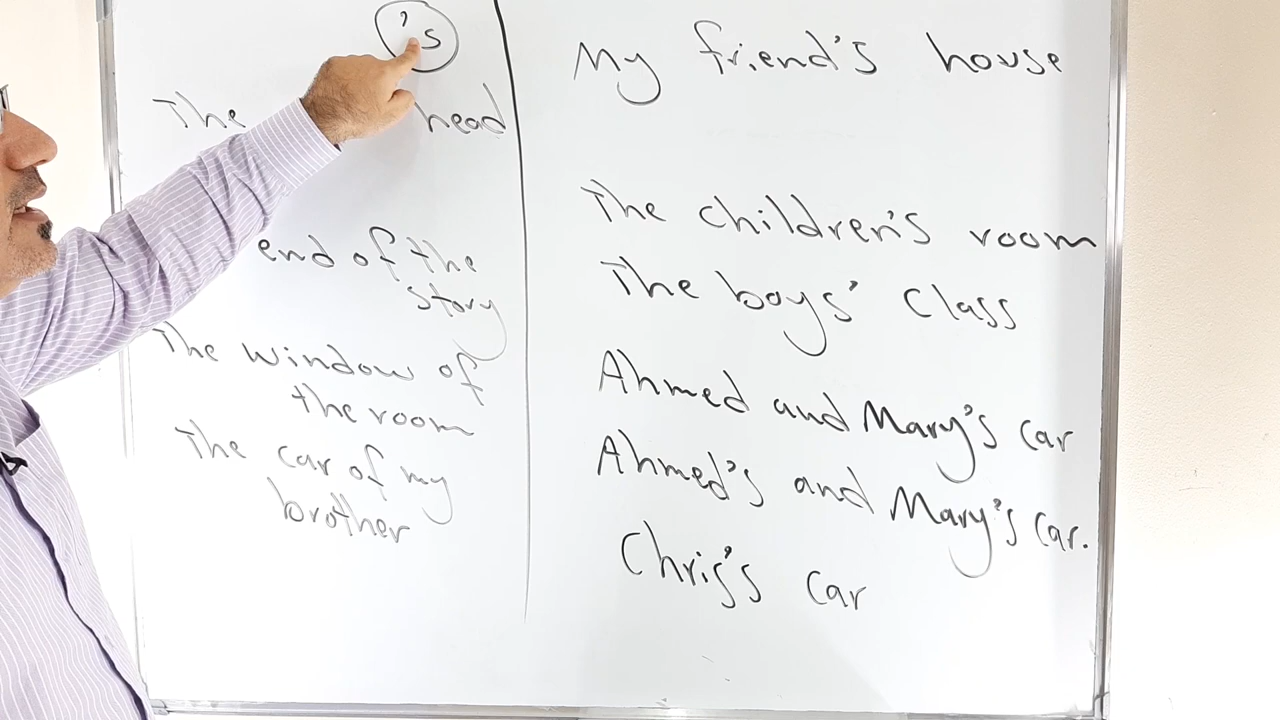 's
The head
end of the
story
The window of
the room
The car of my
brother
My friend's house
The children's room
The boys' class
Ahmed and Mary's car
Ahmed's and Mary's car.
Chris's car